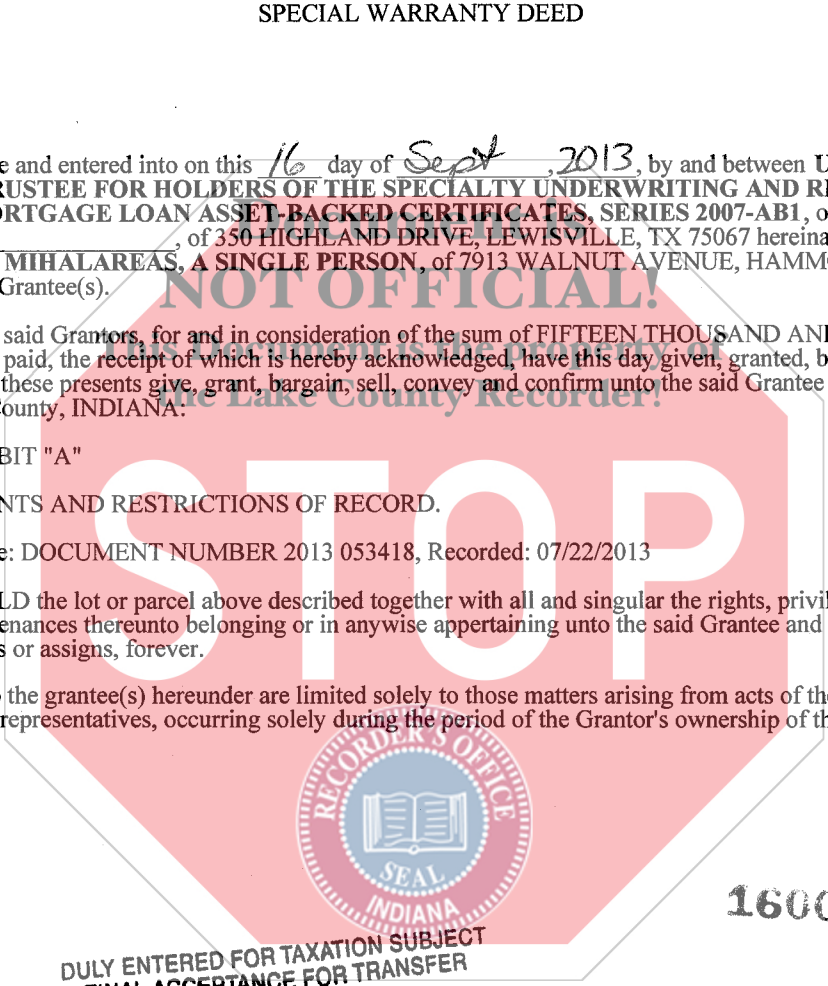 SPECIAL WARRANTY DEED
e and entered into on this 16 day of Sept, 2013, by and between U
RUSTEE FOR HOLDERS OF THE SPECIALTY UNDERWRITING AND RE
RTGAGE LOAN ASSET-BACKED CERTIFICATES, SERIES 2007-AB1, o
, of 350 HIGHLAND DRIVE, LEWISVILLE, TX 75067 hereina
MIHALAREAS, A SINGLE PERSON, of 7913 WALNUT AVENUE, HAMMO
Grantee(s).
Document is
NOT OFFICIAL!
This Document is the property of
the Lake County Recorder!
said Grantors, for and in consideration of the sum of FIFTEEN THOUSAND AN
paid, the receipt of which is hereby acknowledged, have this day given, granted, b
these presents give, grant, bargain, sell, convey and confirm unto the said Grantee
ounty, INDIANA:
BIT "A"
NTS AND RESTRICTIONS OF RECORD.
e: DOCUMENT NUMBER 2013 053418, Recorded: 07/22/2013
STOP
LD the lot or parcel above described together with all and singular the rights, privil
enances thereunto belonging or in anywise appertaining unto the said Grantee and
s or assigns, forever.
the grantee(s) hereunder are limited solely to those matters arising from acts of th
representatives, occurring solely during the period of the Grantor's ownership of th
RECORDER'S OFFICE
SEAL
INDIANA
1600
DULY ENTERED FOR TAXATION SUBJECT
FINAL ACCEPTANCE FOR TRANSFER